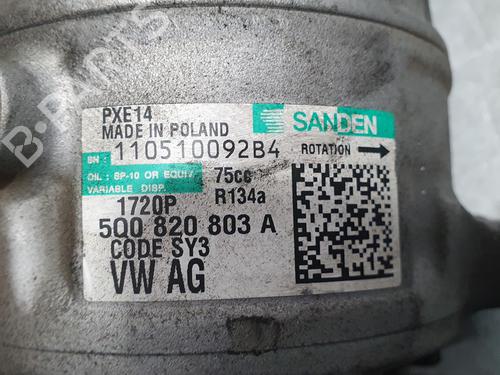 B-PARTS
PXE14
MADE IN POLAND
SANDEN
SN: 110510092B4
ROTATION
OIL: SP-10 OR EQUIV 75cc
VARIABLE DISP. R134a
1720P
5Q0 820 803 A
CODE SY3
VW AG